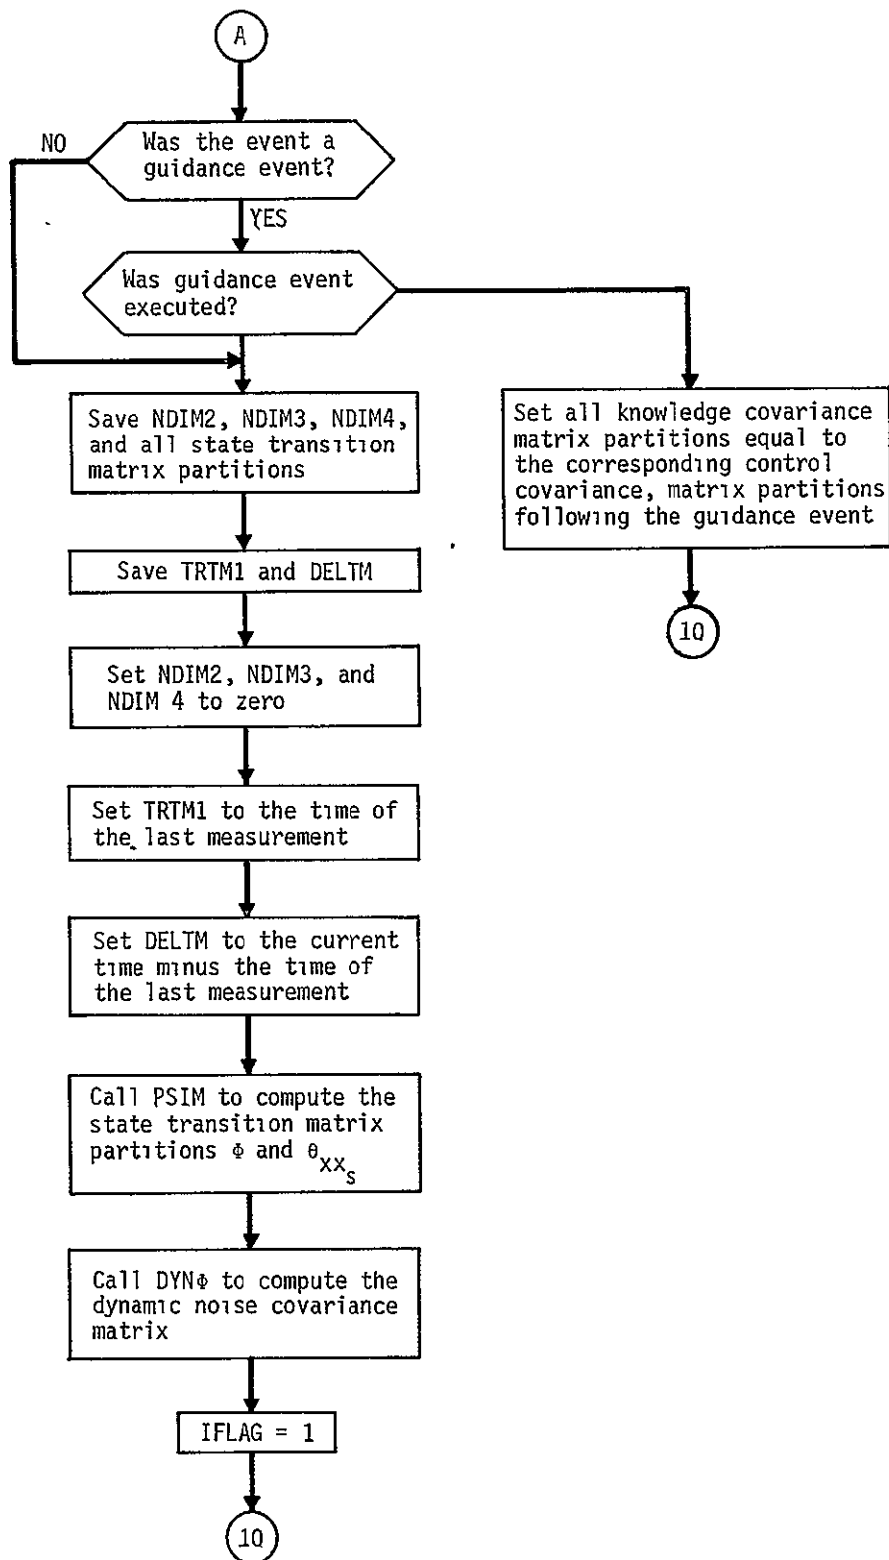 A
NO
Was the event a
guidance event?
YES
Was guidance event
executed?
Save NDIM2, NDIM3, NDIM4,
and all state transition
matrix partitions
Set all knowledge covariance
matrix partitions equal to
the corresponding control
covariance, matrix partitions
following the guidance event
Save TRTM1 and DELTM
10
Set NDIM2, NDIM3, and
NDIM 4 to zero
Set TRTM1 to the time of
the last measurement
Set DELTM to the current
time minus the time of
the last measurement
Call PSIM to compute the
state transition matrix
partitions Φ and θxxs
Call DYNΦ to compute the
dynamic noise covariance
matrix
IFLAG = 1
10